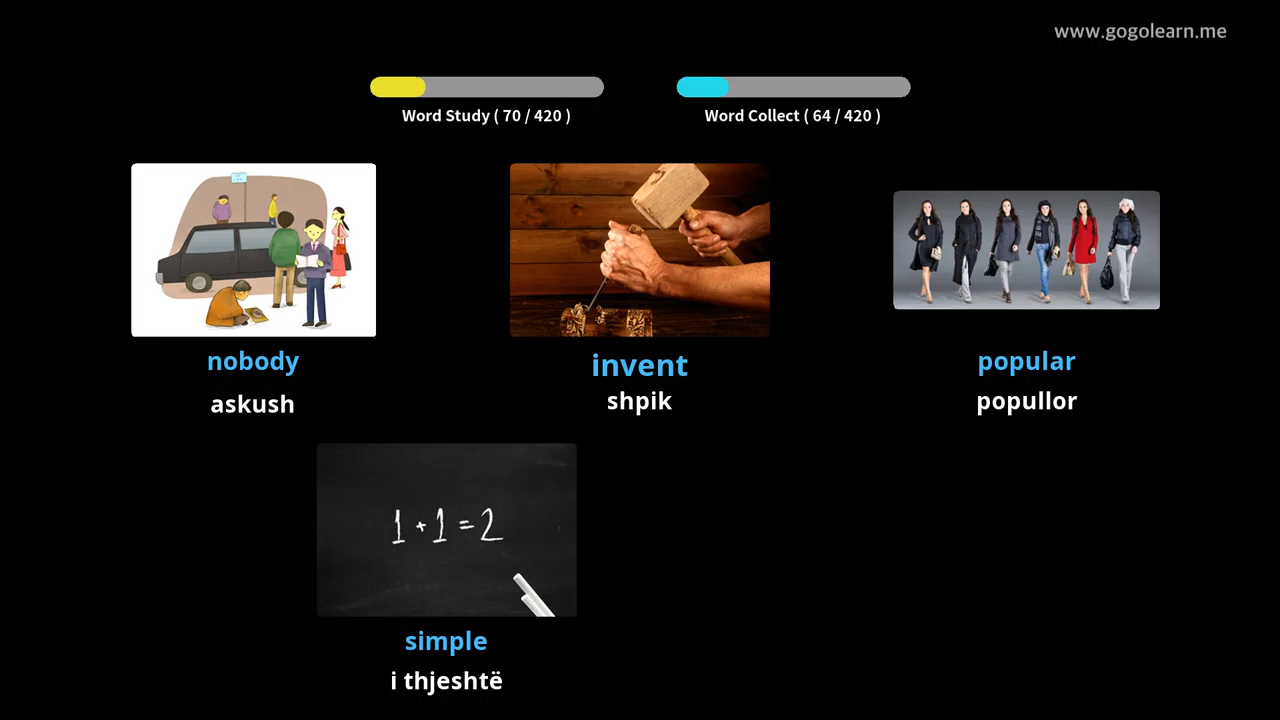 www.gogolearn.me
Word Study ( 70 / 420 )
Word Collect ( 64 / 420 )
nobody
askush
invent
shpik
popular
popullor
1 + 1 = 2
simple
i thjeshtë